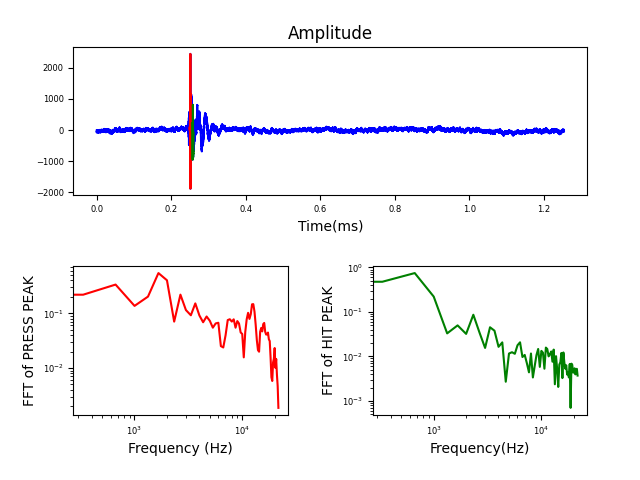 Amplitude
2000
1000
0
−1000
−2000
0.0 0.2 0.4 0.6 0.8 1.0 1.2
Time(ms)
FFT of PRESS PEAK
10⁻¹
10⁻²
10³ 10⁴
Frequency (Hz)
FFT of HIT PEAK
10⁰
10⁻¹
10⁻²
10⁻³
10³ 10⁴
Frequency(Hz)